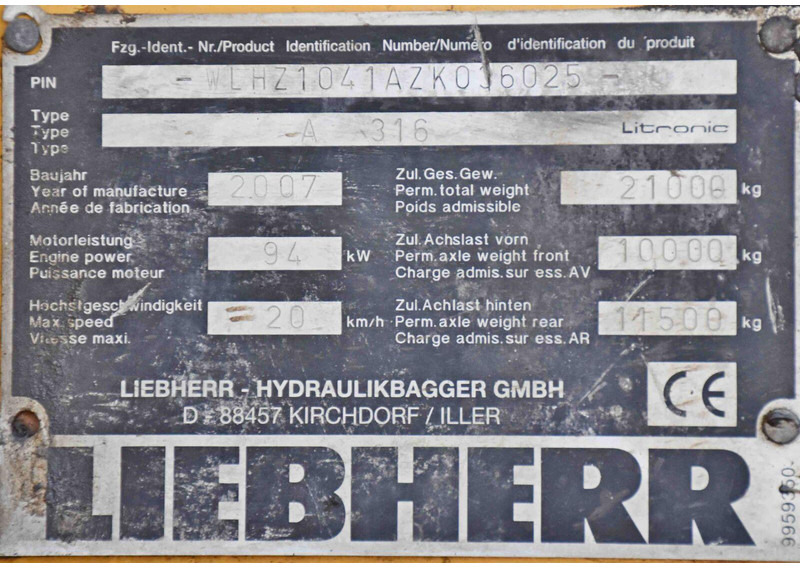 Fzg.-Ident.- Nr./Product Identification Number/Numéro d'identification du produit
PIN - WLHZ1041AZK036025 -
Type
Type A 316 Litronic
Type
Baujahr
Year of manufacture 2007
Année de fabrication
Zul.Ges.Gew.
Perm.total weight 21000 kg
Poids admissible
Motorleistung
Engine power 94 kW
Puissance moteur
Zul.Achslast vorn
Perm.axle weight front 10000 kg
Charge admis.sur ess.AV
Höchstgeschwindigkeit
Max.speed = 20 km/h
Vitesse maxi.
Zul.Achlast hinten
Perm.axle weight rear 11500 kg
Charge admis.sur ess.AR
LIEBHERR - HYDRAULIKBAGGER GMBH
D - 88457 KIRCHDORF / ILLER
CE
LIEBHERR
9959360